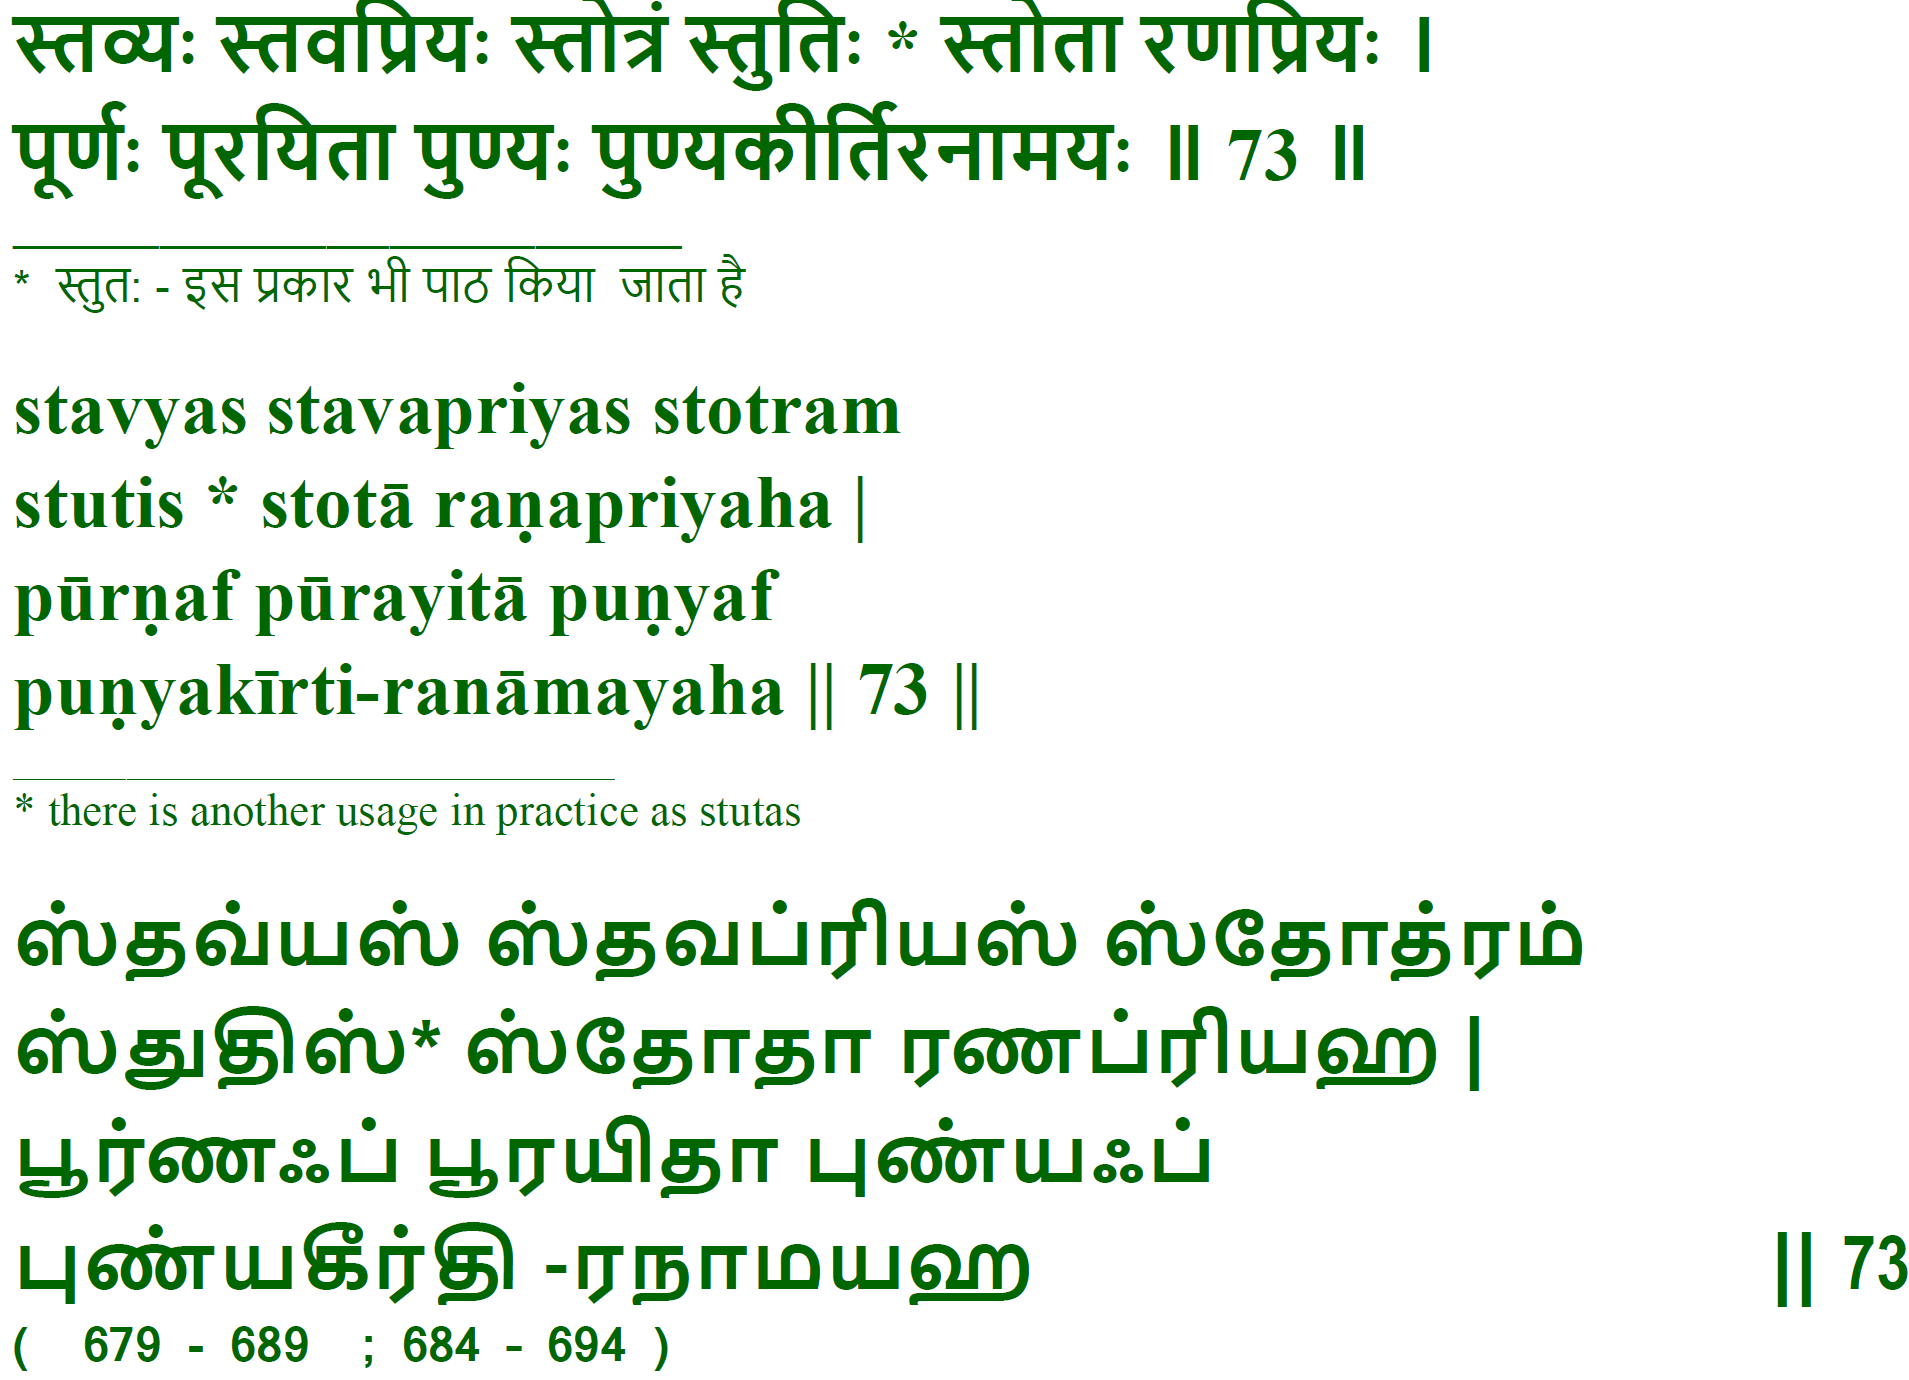 स्तव्यः स्तवप्रियः स्तोत्रं स्तुतिः * स्तोता रणप्रियः ।
पूर्णः पूरयिता पुण्यः पुण्यकीर्तिरनामयः ॥ 73 ॥
* स्तुत: - इस प्रकार भी पाठ किया जाता है
stavyas stavapriyas stotram
stutis * stotā raṇapriyaha |
pūrṇaf pūrayitā puṇyaf
puṇyakīrti-ranāmayaha || 73 ||
* there is another usage in practice as stutas
ஸ்தவ்யஸ் ஸ்தவப்ரியஸ் ஸ்தோத்ரம்
ஸ்துதிஸ்* ஸ்தோதா ரணப்ரியஹ |
பூர்ணஃப் பூரயிதா புண்யஃப்
புண்யகீர்தி -ரநாமயஹ || 73
( 679 - 689 ; 684 - 694 )